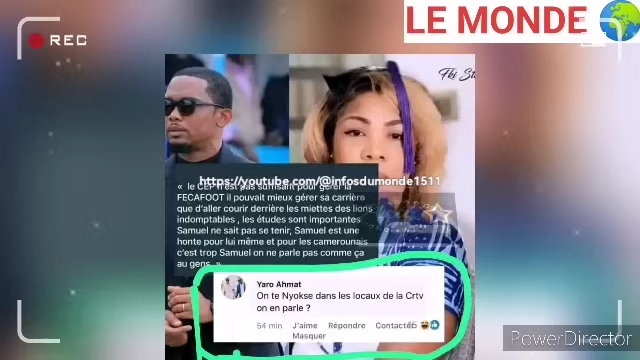 LE MONDE
REC
Fki St
https://youtube.com/@infosdumonde1511
« le CEP n'est pas suffisant pour gérer la
FECAFOOT il pouvait mieux gérer sa carrière
que d'aller courir derrière les miettes des lions
indomptables , les études sont importantes
Samuel ne sait pas se tenir, Samuel est une
honte pour lui même et pour les camerounais
c'est trop Samuel on ne parle pas comme ça
au gens. »
Yaro Ahmat
On te Nyokse dans les locaux de la Crtv
on en parle ?
54 min J'aime Répondre Contacter
Masquer
PowerDirector